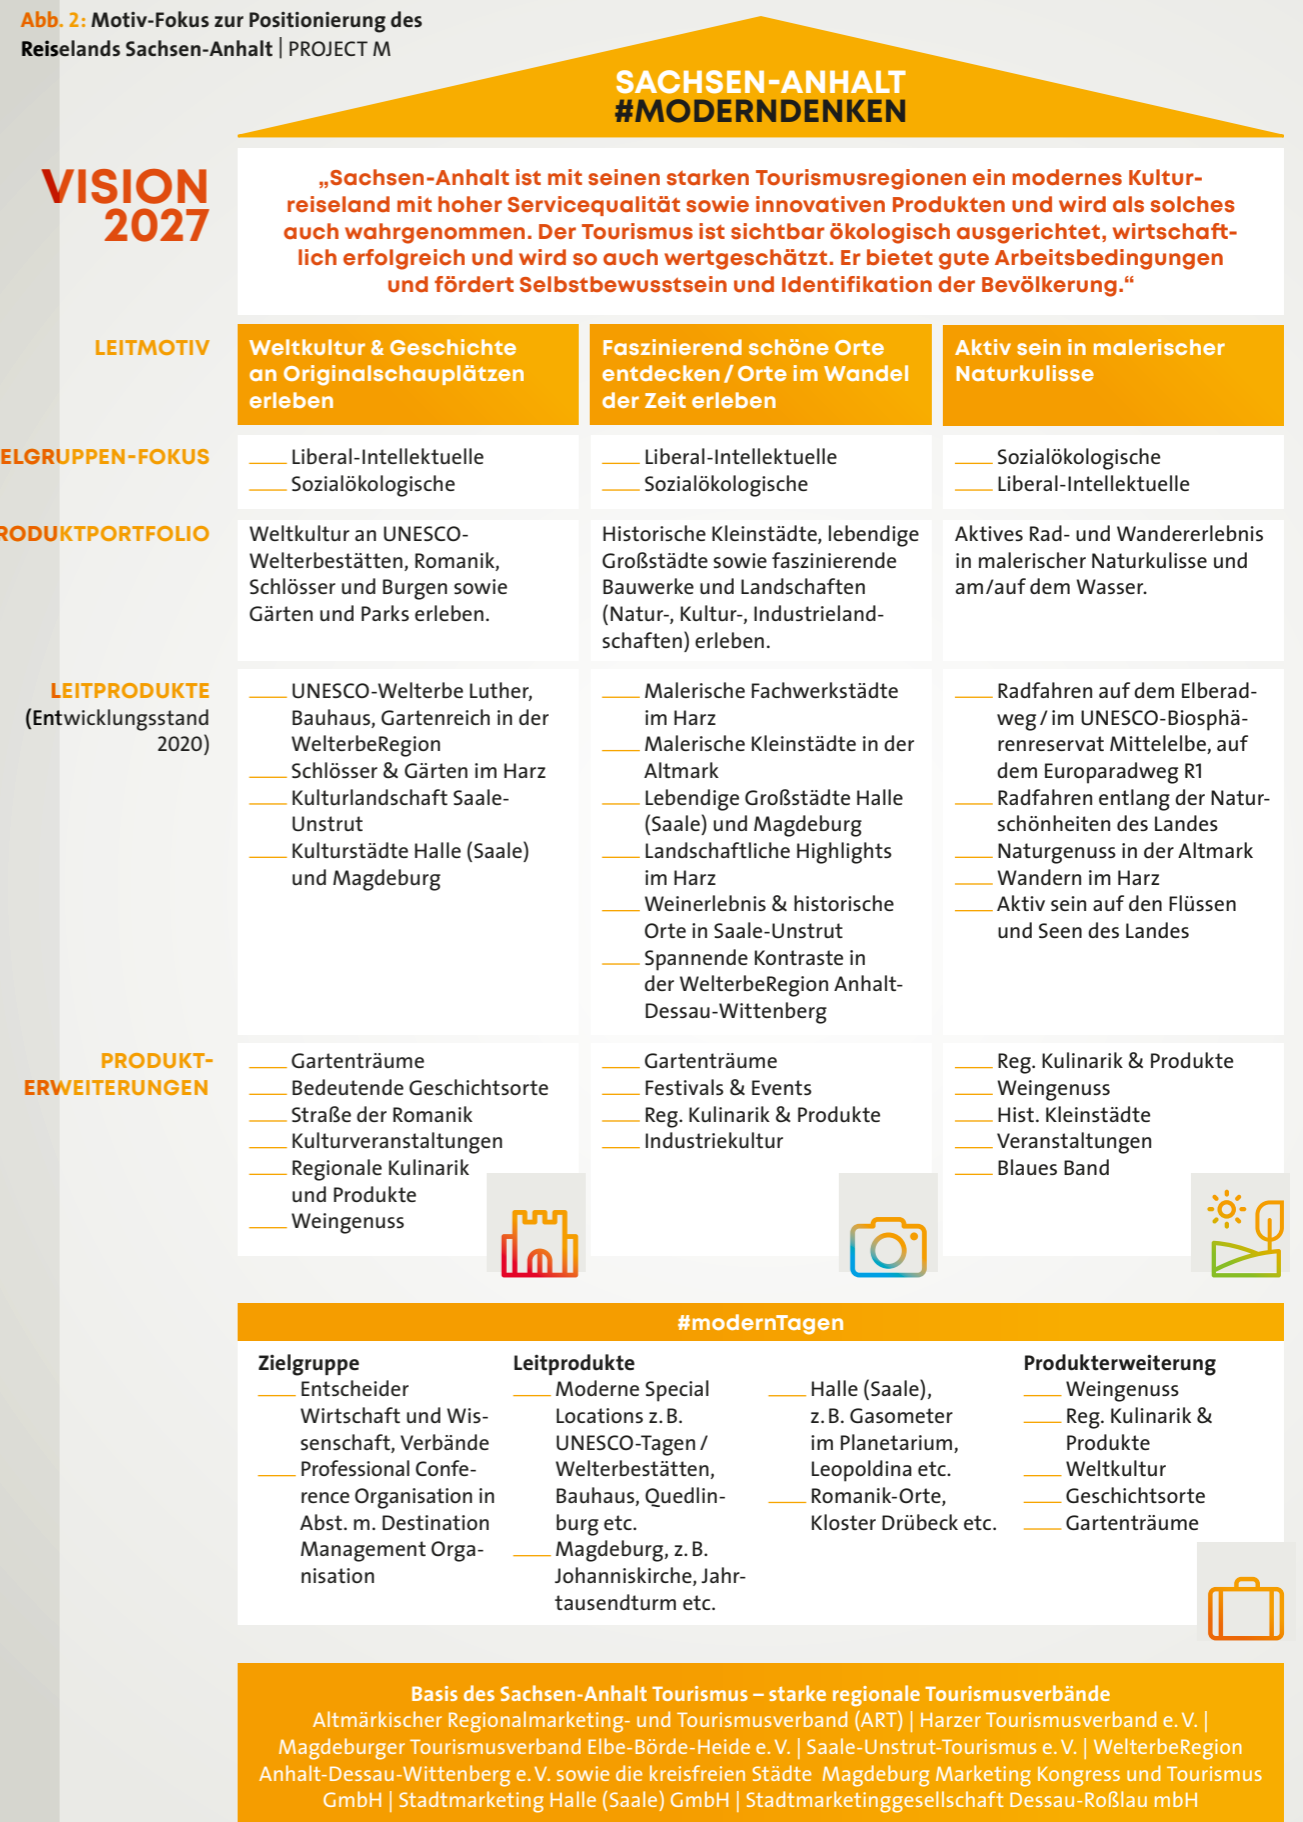 Abb. 2: Motiv-Fokus zur Positionierung des
Reiselands Sachsen-Anhalt | PROJECT M
SACHSEN-ANHALT
#MODERNDENKEN
VISION
2027
„Sachsen-Anhalt ist mit seinen starken Tourismusregionen ein modernes Kultur-
reiseland mit hoher Servicequalität sowie innovativen Produkten und wird als solches
auch wahrgenommen. Der Tourismus ist sichtbar ökologisch ausgerichtet, wirtschaft-
lich erfolgreich und wird so auch wertgeschätzt. Er bietet gute Arbeitsbedingungen
und fördert Selbstbewusstsein und Identifikation der Bevölkerung.“
LEITMOTIV
Weltkultur & Geschichte
an Originalschauplätzen
erleben
Faszinierend schöne Orte
entdecken / Orte im Wandel
der Zeit erleben
Aktiv sein in malerischer
Naturkulisse
ELGRUPPEN-FOKUS
Liberal-Intellektuelle
Sozialökologische
Liberal-Intellektuelle
Sozialökologische
Sozialökologische
Liberal-Intellektuelle
RODUKTPORTFOLIO
Weltkultur an UNESCO-
Welterbestätten, Romanik,
Schlösser und Burgen sowie
Gärten und Parks erleben.
Historische Kleinstädte, lebendige
Großstädte sowie faszinierende
Bauwerke und Landschaften
(Natur-, Kultur-, Industrieland-
schaften) erleben.
Aktives Rad- und Wandererlebnis
in malerischer Naturkulisse und
am/auf dem Wasser.
LEITPRODUKTE
(Entwicklungsstand
2020)
UNESCO-Welterbe Luther,
Bauhaus, Gartenreich in der
WelterbeRegion
Schlösser & Gärten im Harz
Kulturlandschaft Saale-
Unstrut
Kulturstädte Halle (Saale)
und Magdeburg
Malerische Fachwerkstädte
im Harz
Malerische Kleinstädte in der
Altmark
Lebendige Großstädte Halle
(Saale) und Magdeburg
Landschaftliche Highlights
im Harz
Weinerlebnis & historische
Orte in Saale-Unstrut
Spannende Kontraste in
der WelterbeRegion Anhalt-
Dessau-Wittenberg
Radfahren auf dem Elberad-
weg / im UNESCO-Biosphä-
renreservat Mittelelbe, auf
dem Europaradweg R1
Radfahren entlang der Natur-
schönheiten des Landes
Naturgenuss in der Altmark
Wandern im Harz
Aktiv sein auf den Flüssen
und Seen des Landes
PRODUKT-
ERWEITERUNGEN
Gartenträume
Bedeutende Geschichtsorte
Straße der Romanik
Kulturveranstaltungen
Regionale Kulinarik
und Produkte
Weingenuss
Gartenträume
Festivals & Events
Reg. Kulinarik & Produkte
Industriekultur
Reg. Kulinarik & Produkte
Weingenuss
Hist. Kleinstädte
Veranstaltungen
Blaues Band
#modernTagen
Zielgruppe
Entscheider
Wirtschaft und Wis-
senschaft, Verbände
Professional Confe-
rence Organisation in
Abst. m. Destination
Management Orga-
nisation
Leitprodukte
Moderne Special
Locations z. B.
UNESCO-Tagen /
Welterbestätten,
Bauhaus, Quedlin-
burg etc.
Magdeburg, z. B.
Johanniskirche, Jahr-
tausendturm etc.
Halle (Saale),
z. B. Gasometer
im Planetarium,
Leopoldina etc.
Romanik-Orte,
Kloster Drübeck etc.
Produkterweiterung
Weingenuss
Reg. Kulinarik &
Produkte
Weltkultur
Geschichtsorte
Gartenträume
Basis des Sachsen-Anhalt Tourismus – starke regionale Tourismusverbände
Altmärkischer Regionalmarketing- und Tourismusverband (ART) | Harzer Tourismusverband e. V. |
Magdeburger Tourismusverband Elbe-Börde-Heide e. V. | Saale-Unstrut-Tourismus e. V. | WelterbeRegion
Anhalt-Dessau-Wittenberg e. V. sowie die kreisfreien Städte Magdeburg Marketing Kongress und Tourismus
GmbH | Stadtmarketing Halle (Saale) GmbH | Stadtmarketinggesellschaft Dessau-Roßlau mbH